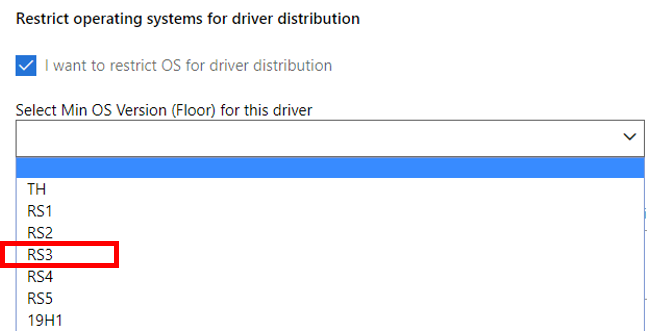 Restrict operating systems for driver distribution
I want to restrict OS for driver distribution
Select Min OS Version (Floor) for this driver
TH
RS1
RS2
RS3
RS4
RS5
19H1